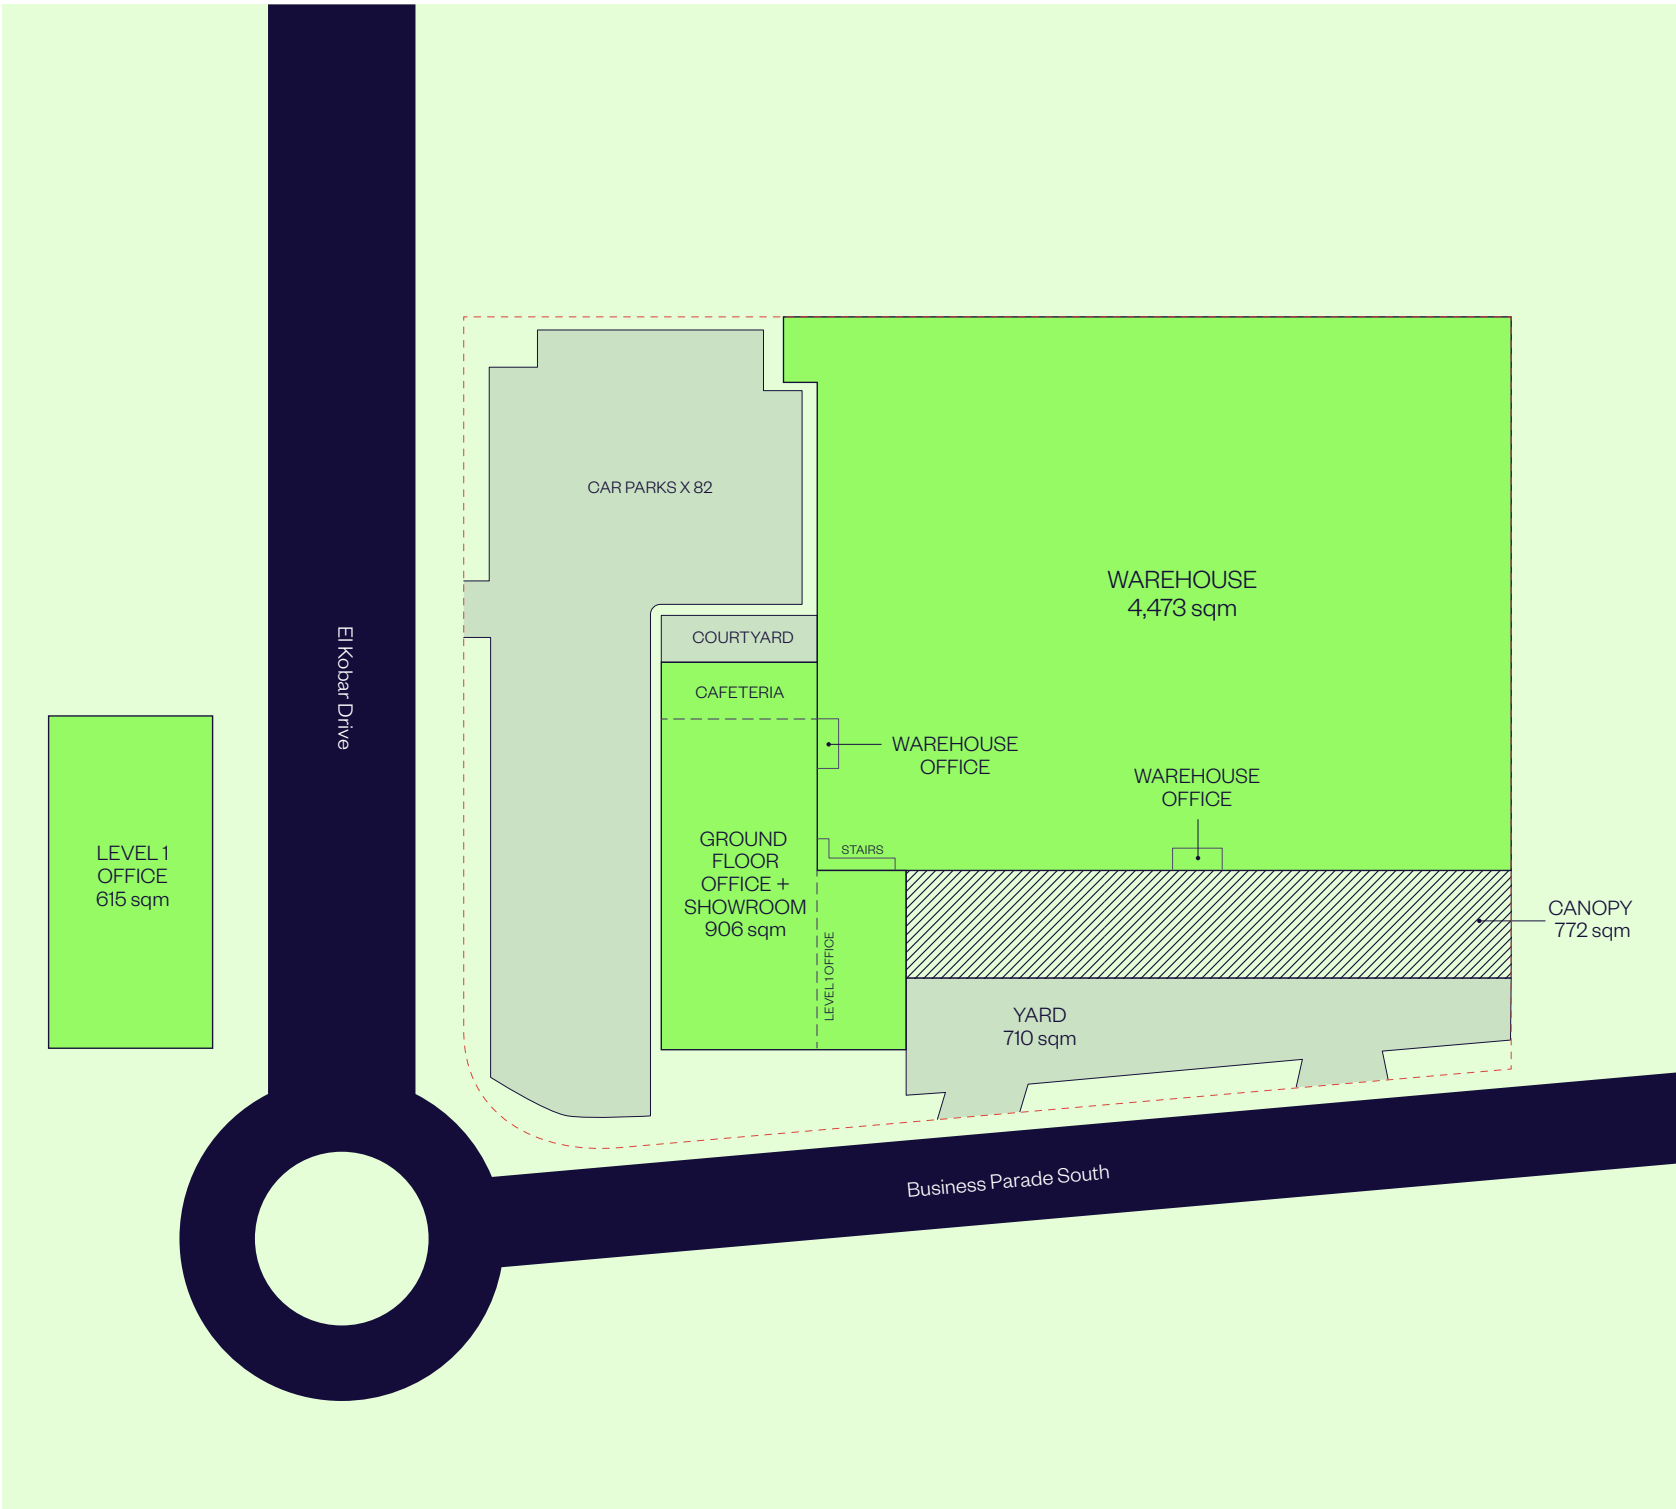 CAR PARKS X 82
WAREHOUSE
4,473 sqm
El Kobar Drive
COURTYARD
CAFETERIA
WAREHOUSE
OFFICE
WAREHOUSE
OFFICE
LEVEL 1
OFFICE
615 sqm
GROUND
FLOOR
OFFICE +
SHOWROOM
906 sqm
STAIRS
LEVEL 1 OFFICE
CANOPY
772 sqm
YARD
710 sqm
Business Parade South